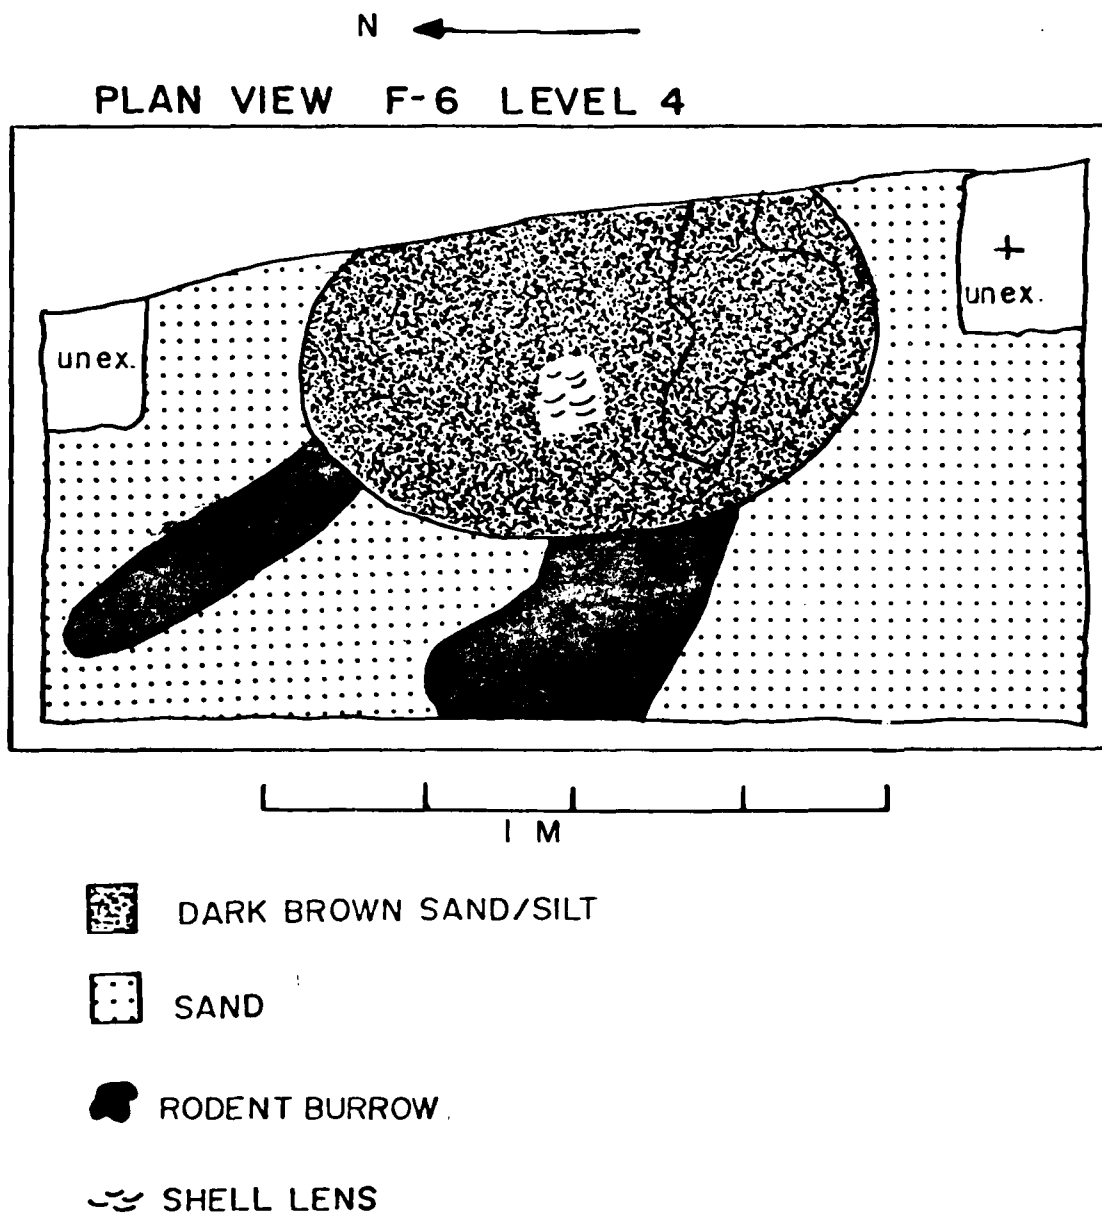 N
PLAN VIEW F-6 LEVEL 4
+
unex.
unex.
1 M
DARK BROWN SAND/SILT
SAND
RODENT BURROW
SHELL LENS